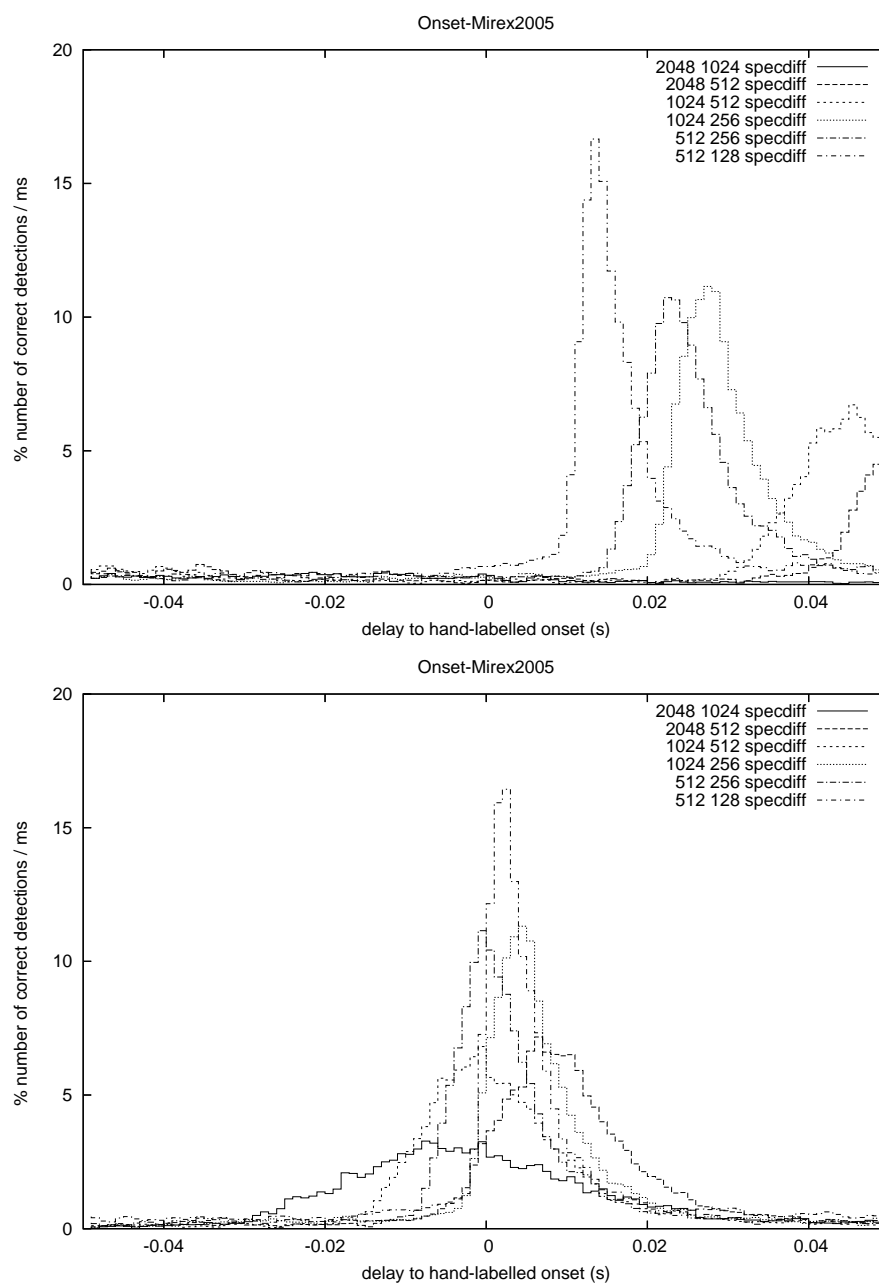 Onset-Mirex2005
20
2048 1024 specdiff
2048 512 specdiff
1024 512 specdiff
1024 256 specdiff
512 256 specdiff
512 128 specdiff
15
10
5
0
% number of correct detections / ms
-0.04 -0.02 0 0.02 0.04
delay to hand-labelled onset (s)
Onset-Mirex2005
20
2048 1024 specdiff
2048 512 specdiff
1024 512 specdiff
1024 256 specdiff
512 256 specdiff
512 128 specdiff
15
10
5
0
% number of correct detections / ms
-0.04 -0.02 0 0.02 0.04
delay to hand-labelled onset (s)